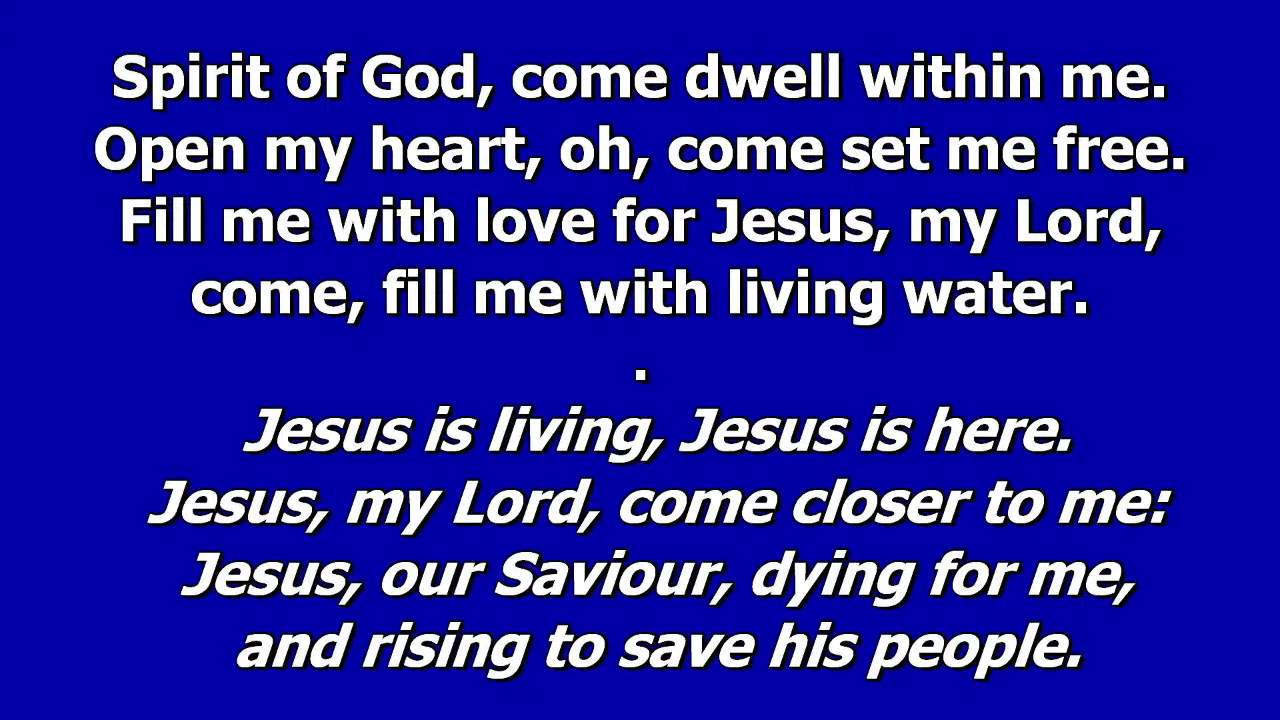 Spirit of God, come dwell within me.
Open my heart, oh, come set me free.
Fill me with love for Jesus, my Lord,
come, fill me with living water.
.
Jesus is living, Jesus is here.
Jesus, my Lord, come closer to me:
Jesus, our Saviour, dying for me,
and rising to save his people.